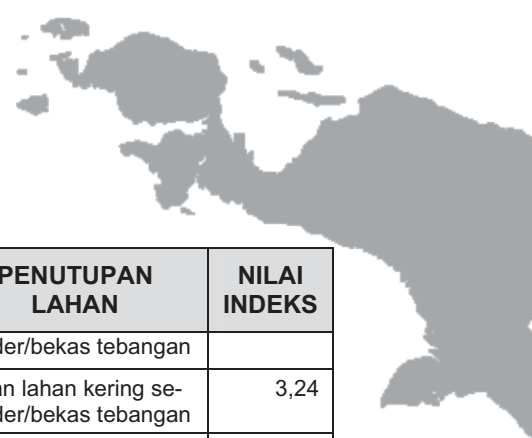 PENUTUPAN LAHAN
NILAI INDEKS
der/bekas tebangan
an lahan kering se-
der/bekas tebangan
3,24